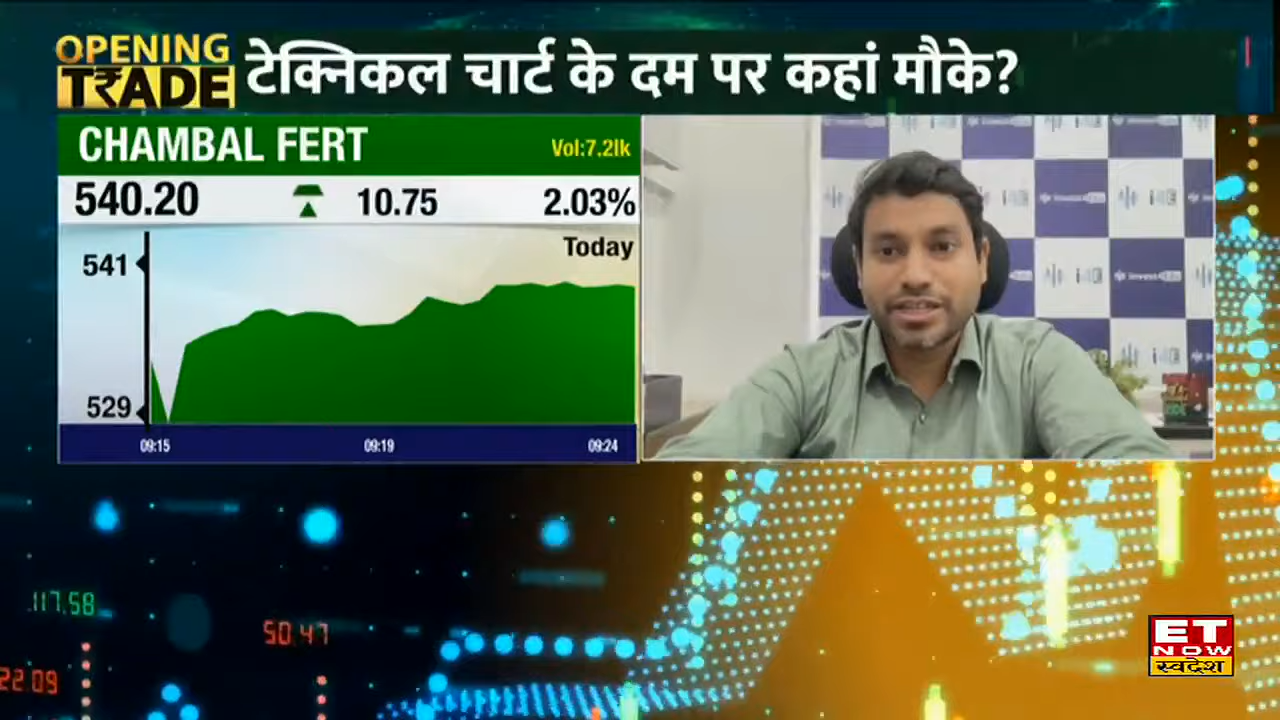 OPENING
TRADE
टेक्निकल चार्ट के दम पर कहां मौके?
CHAMBAL FERT
Vol:7.2lk
540.20
10.75
2.03%
Today
541
529
09:15
09:19
09:24
117.58
50.47
22 09
ET
NOW
स्वदेश